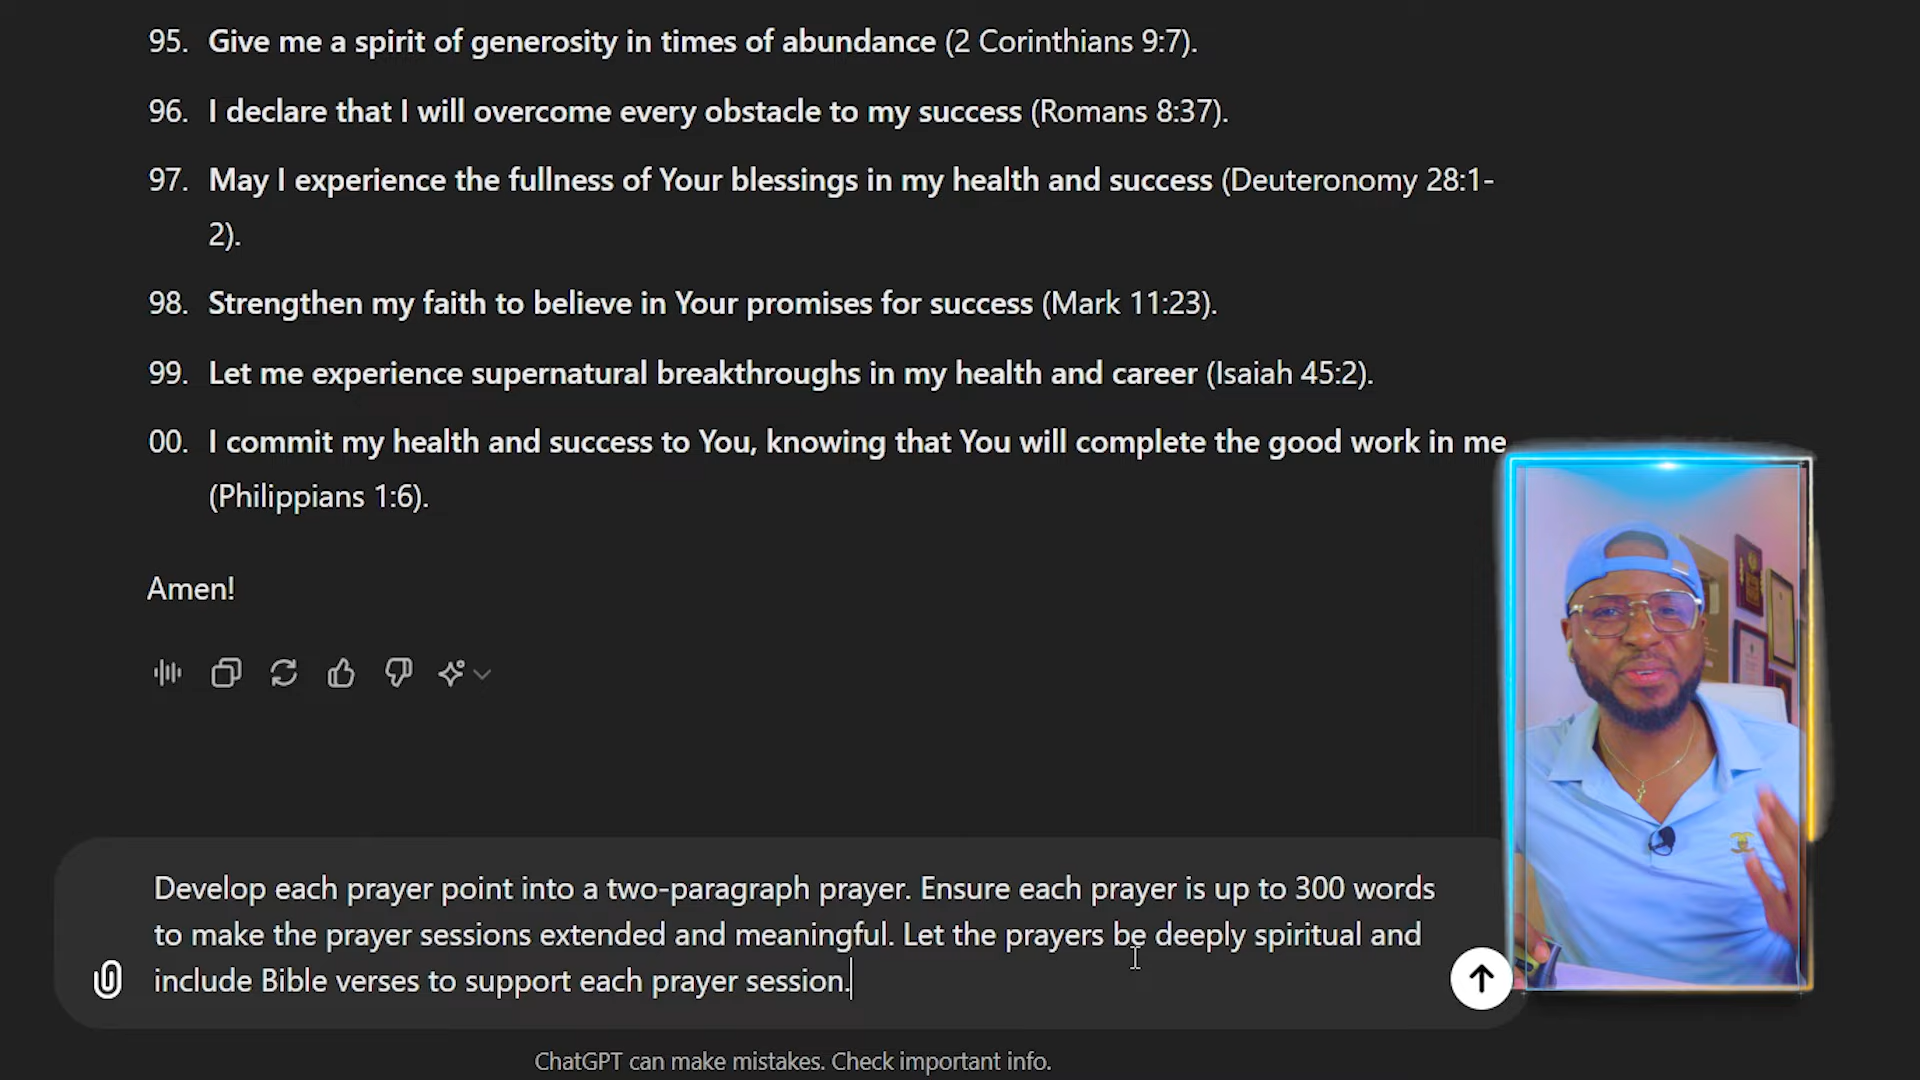 95. Give me a spirit of generosity in times of abundance (2 Corinthians 9:7).
96. I declare that I will overcome every obstacle to my success (Romans 8:37).
97. May I experience the fullness of Your blessings in my health and success (Deuteronomy 28:1-
2).
98. Strengthen my faith to believe in Your promises for success (Mark 11:23).
99. Let me experience supernatural breakthroughs in my health and career (Isaiah 45:2).
00. I commit my health and success to You, knowing that You will complete the good work in me
(Philippians 1:6).
Amen!
Develop each prayer point into a two-paragraph prayer. Ensure each prayer is up to 300 words
to make the prayer sessions extended and meaningful. Let the prayers be deeply spiritual and
include Bible verses to support each prayer session.
ChatGPT can make mistakes. Check important info.